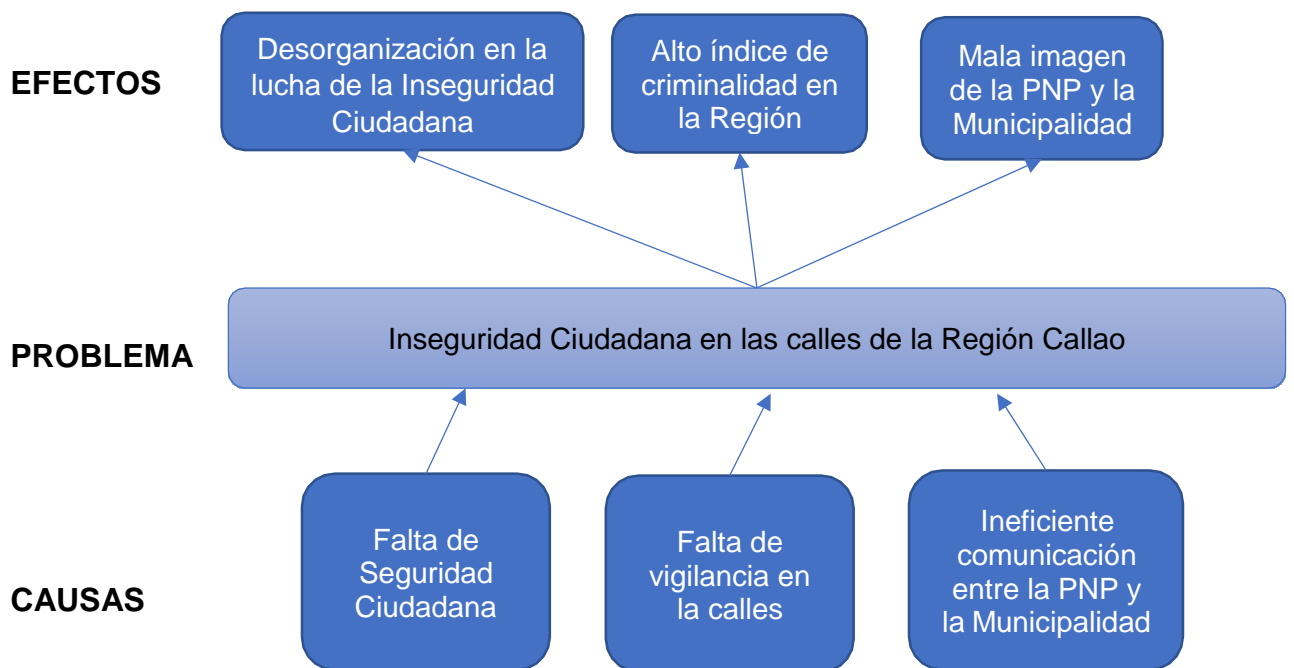 EFECTOS
Desorganización en la
lucha de la Inseguridad
Ciudadana
Alto índice de
criminalidad en
la Región
Mala imagen
de la PNP y la
Municipalidad
PROBLEMA
Inseguridad Ciudadana en las calles de la Región Callao
CAUSAS
Falta de
Seguridad
Ciudadana
Falta de
vigilancia en
la calles
Ineficiente
comunicación
entre la PNP y
la Municipalidad